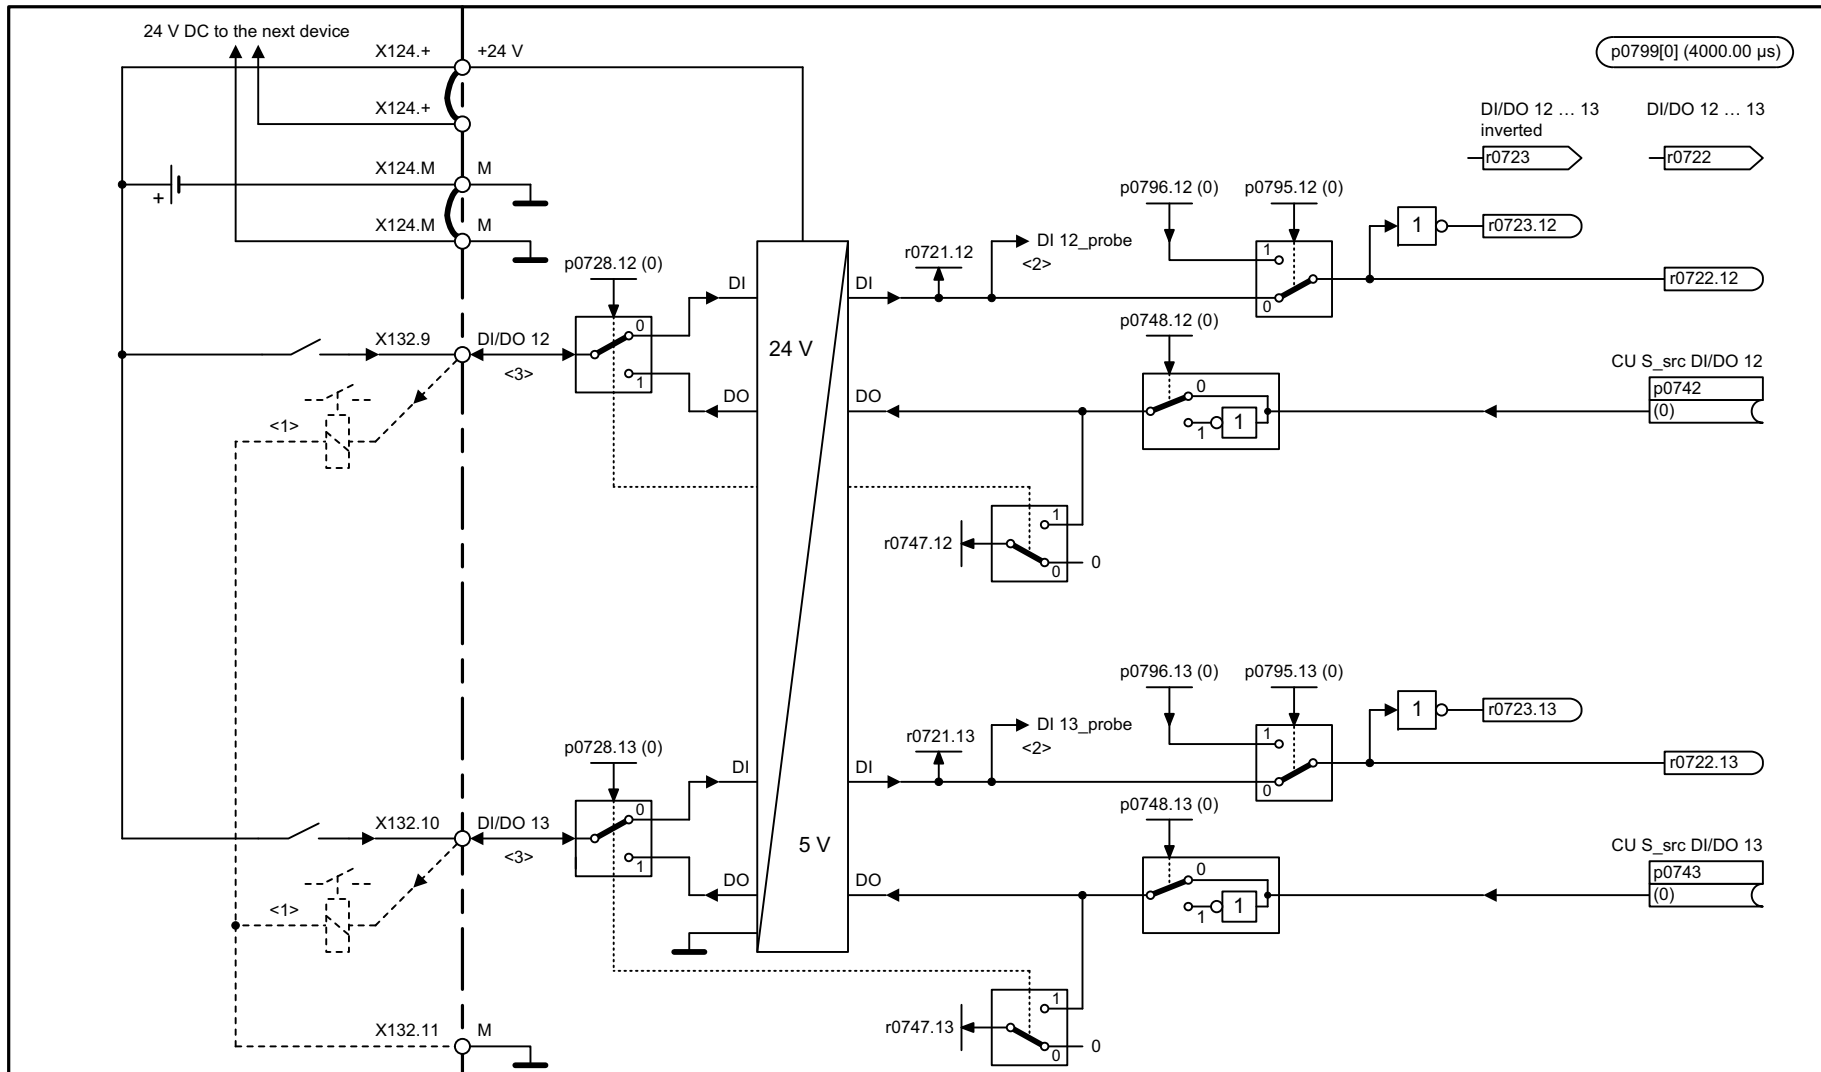 24 V DC to the next device
X124.+
+24 V
p0799[0] (4000.00 µs)
X124.+
DI/DO 12 … 13
inverted
DI/DO 12 … 13
r0723
r0722
X124.M
M
+
p0796.12 (0)
p0795.12 (0)
X124.M
M
1
r0723.12
DI 12_probe
<2>
r0721.12
1
p0728.12 (0)
DI
DI
r0722.12
0
p0748.12 (0)
0
X132.9
DI/DO 12
<3>
24 V
1
CU S_src DI/DO 12
p0742
(0)
DO
DO
0
1
1
<1>
1
r0747.12
0
0
p0796.13 (0)
p0795.13 (0)
1
r0723.13
DI 13_probe
<2>
r0721.13
1
p0728.13 (0)
DI
DI
r0722.13
0
p0748.13 (0)
0
X132.10
DI/DO 13
<3>
5 V
1
CU S_src DI/DO 13
p0743
(0)
DO
DO
0
1
1
<1>
1
r0747.13
0
0
X132.11
M